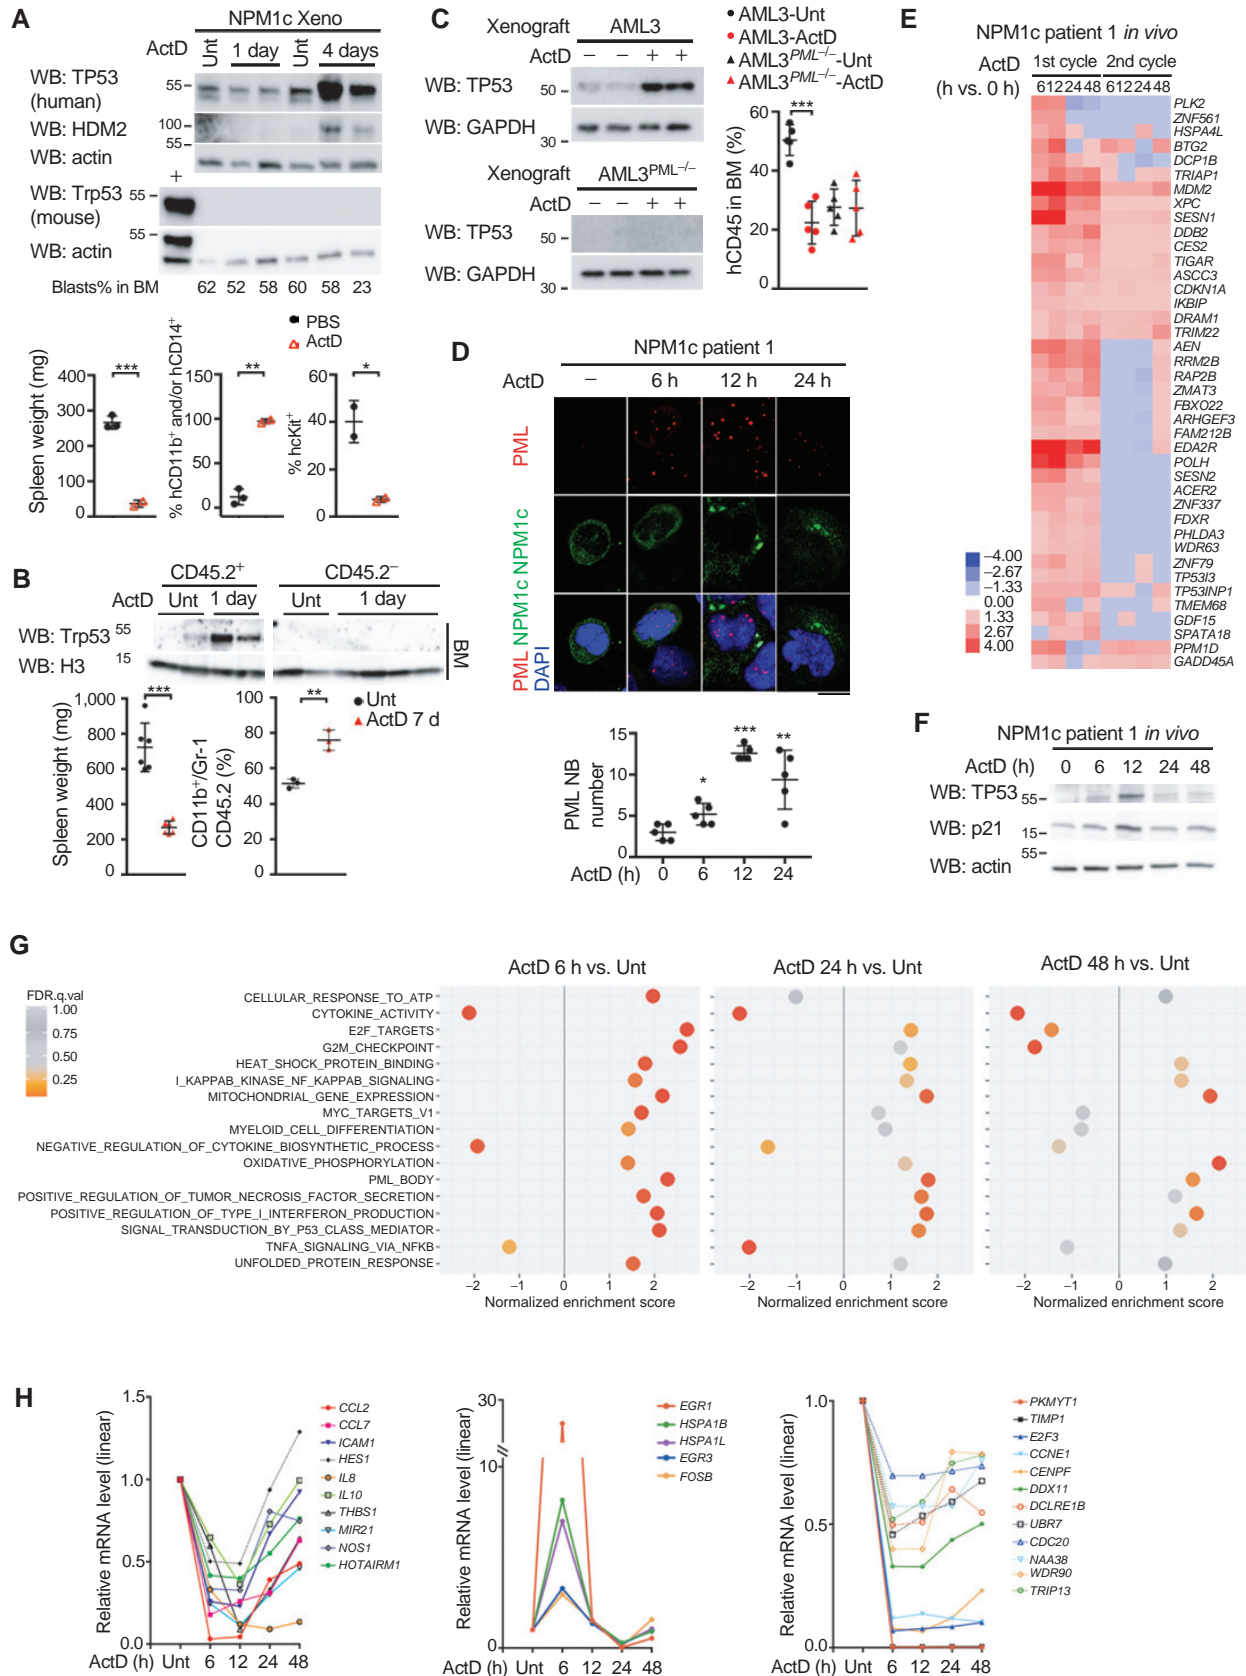 A
NPM1c Xeno
ActD
Unt
1 day
Unt
4 days
WB: TP53
(human)
55
WB: HDM2
100
55
WB: actin
+
WB: Trp53
(mouse)
55
55
WB: actin
Blasts% in BM
62 52 58 60 58 23
PBS
ActD
Spleen weight (mg)
400
300
200
100
0
***
% hCD11b+ and/or hCD14+
150
100
50
0
**
% hcKit+
60
40
20
0
*
B
CD45.2+
CD45.2−
ActD
Unt
1 day
Unt
1 day
WB: Trp53
55
WB: H3
15
BM
Spleen weight (mg)
1,000
800
600
400
200
0
***
CD11b+/Gr-1
CD45.2 (%)
100
80
60
40
20
0
**
Unt
ActD 7 d
C
Xenograft
AML3
ActD
− − + +
WB: TP53
50
WB: GAPDH
30
Xenograft
AML3PML−/−
ActD
− − + +
WB: TP53
50
WB: GAPDH
30
AML3-Unt
AML3-ActD
AML3PML−/−-Unt
AML3PML−/−-ActD
hCD45 in BM (%)
60
40
20
0
***
D
NPM1c patient 1
ActD
− 6 h 12 h 24 h
PML
NPM1c
PML NPM1c
DAPI
PML NB
number
15
10
5
0
*
***
**
ActD (h)
0 6 12 24
E
NPM1c patient 1 in vivo
ActD
1st cycle 2nd cycle
(h vs. 0 h)
6 12 24 48 6 12 24 48
PLK2
ZNF561
HSPA4L
BTG2
DCP1B
TRIAP1
MDM2
XPC
SESN1
DDB2
CES2
TIGAR
ASCC3
CDKN1A
IKBIP
DRAM1
TRIM22
AEN
RRM2B
RAP2B
ZMAT3
FBXO22
ARHGEF3
FAM212B
EDA2R
POLH
SESN2
ACER2
ZNF337
FDXR
PHLDA3
WDR63
ZNF79
TP53I3
TP53INP1
TMEM68
GDF15
SPATA18
PPM1D
GADD45A
−4.00
−2.67
−1.33
0.00
1.33
2.67
4.00
F
NPM1c patient 1 in vivo
ActD (h)
0 6 12 24 48
WB: TP53
55
WB: p21
15
55
WB: actin
G
ActD 6 h vs. Unt
ActD 24 h vs. Unt
ActD 48 h vs. Unt
FDR.q.val
1.00
0.75
0.50
0.25
CELLULAR_RESPONSE_TO_ATP
CYTOKINE_ACTIVITY
E2F_TARGETS
G2M_CHECKPOINT
HEAT_SHOCK_PROTEIN_BINDING
I_KAPPAB_KINASE_NF_KAPPAB_SIGNALING
MITOCHONDRIAL_GENE_EXPRESSION
MYC_TARGETS_V1
MYELOID_CELL_DIFFERENTIATION
NEGATIVE_REGULATION_OF_CYTOKINE_BIOSYNTHETIC_PROCESS
OXIDATIVE_PHOSPHORYLATION
PML_BODY
POSITIVE_REGULATION_OF_TUMOR_NECROSIS_FACTOR_SECRETION
POSITIVE_REGULATION_OF_TYPE_I_INTERFERON_PRODUCTION
SIGNAL_TRANSDUCTION_BY_P53_CLASS_MEDIATOR
TNFA_SIGNALING_VIA_NFKB
UNFOLDED_PROTEIN_RESPONSE
−2 −1 0 1 2
−2 −1 0 1 2
−2 −1 0 1 2
Normalized enrichment score
Normalized enrichment score
Normalized enrichment score
H
Relative mRNA level (linear)
1.5
1.0
0.5
0.0
ActD (h) Unt 6 12 24 48
CCL2
CCL7
ICAM1
HES1
IL8
IL10
THBS1
MIR21
NOS1
HOTAIRM1
Relative mRNA level (linear)
30
10
0
ActD (h) Unt 6 12 24 48
EGR1
HSPA1B
HSPA1L
EGR3
FOSB
Relative mRNA level (linear)
1.0
0.5
0.0
ActD (h) Unt 6 12 24 48
PKMYT1
TIMP1
E2F3
CCNE1
CENPF
DDX11
DCLRE1B
UBR7
CDC20
NAA38
WDR90
TRIP13